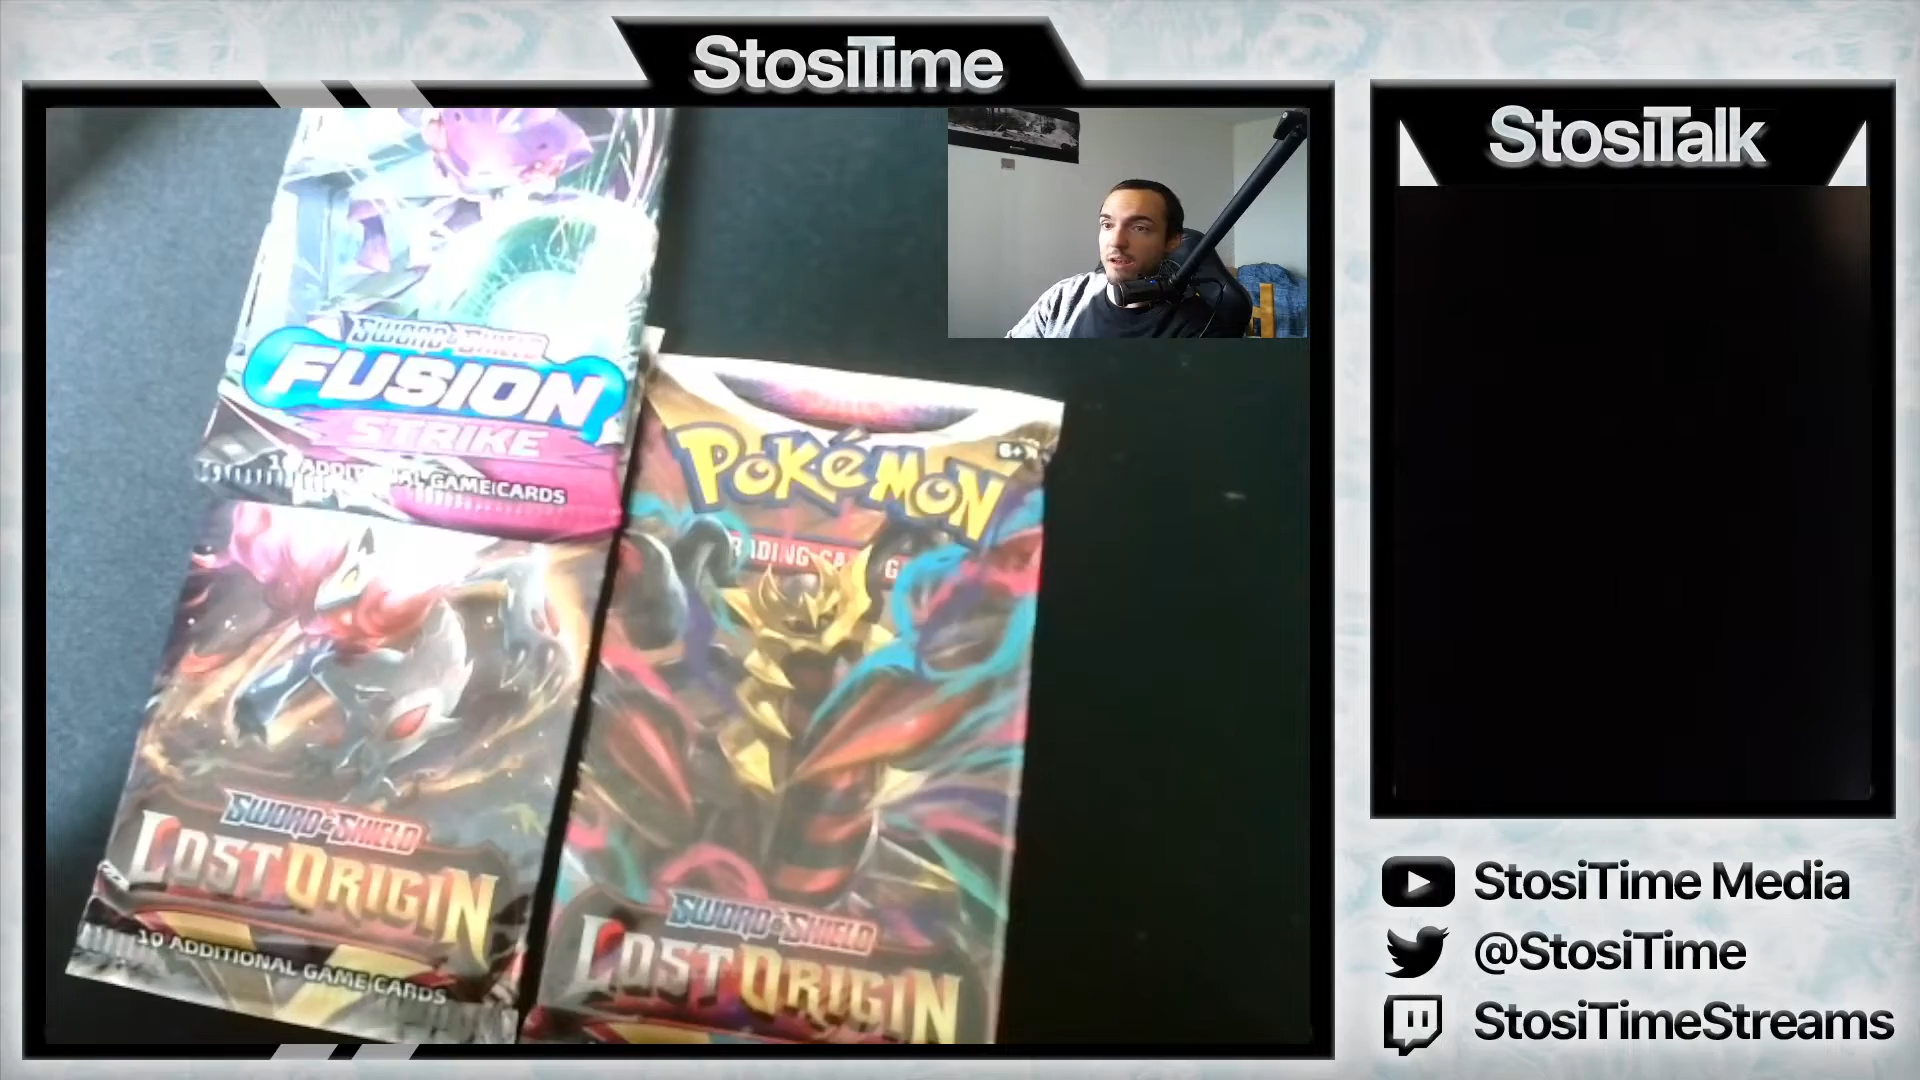 StosiTime
StosiTalk
SWORD & SHIELD
FUSION
STRIKE
10 ADDITIONAL GAME CARDS
POKéMON
6+
SWORD & SHIELD
LOST ORIGIN
10 ADDITIONAL GAME CARDS
SWORD & SHIELD
LOST ORIGIN
StosiTime Media
@StosiTime
StosiTimeStreams